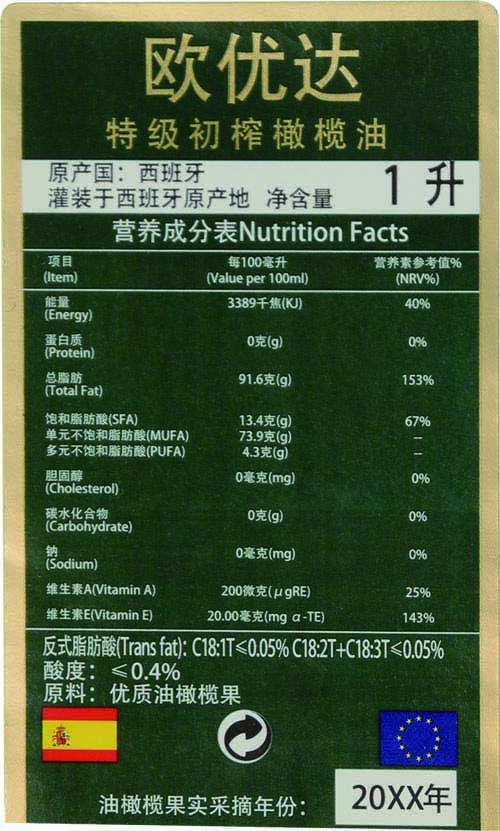 欧优达
特级初榨橄榄油
原产国：西班牙
灌装于西班牙原产地 净含量 1 升
营养成分表Nutrition Facts
项目 每100毫升 营养素参考值%
(Item) (Value per 100ml) (NRV%)
能量 3389千焦(KJ) 40%
(Energy)
蛋白质 0克(g) 0%
(Protein)
总脂肪 91.6克(g) 153%
(Total Fat)
饱和脂肪酸(SFA) 13.4克(g) 67%
单元不饱和脂肪酸(MUFA) 73.9克(g) --
多元不饱和脂肪酸(PUFA) 4.3克(g) --
胆固醇 0毫克(mg) 0%
(Cholesterol)
碳水化合物 0克(g) 0%
(Carbohydrate)
钠 0毫克(mg) 0%
(Sodium)
维生素A(Vitamin A) 200微克(μgRE) 25%
维生素E(Vitamin E) 20.00毫克(mg α-TE) 143%
反式脂肪酸(Trans fat)：C18:1T≤0.05% C18:2T+C18:3T≤0.05%
酸度：≤0.4%
原料：优质油橄榄果
油橄榄果实采摘年份： 20XX年